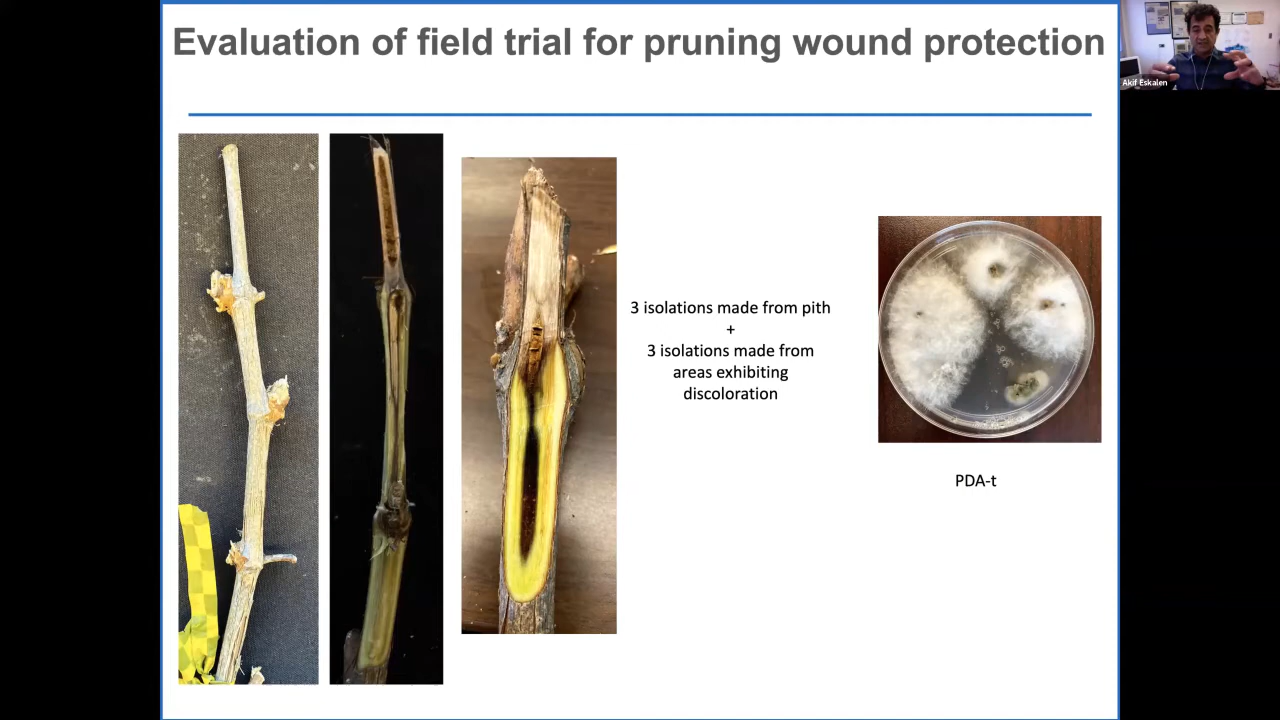 Evaluation of field trial for pruning wound protection
Akif Eskalen
3 isolations made from pith
+
3 isolations made from
areas exhibiting
discoloration
PDA-t